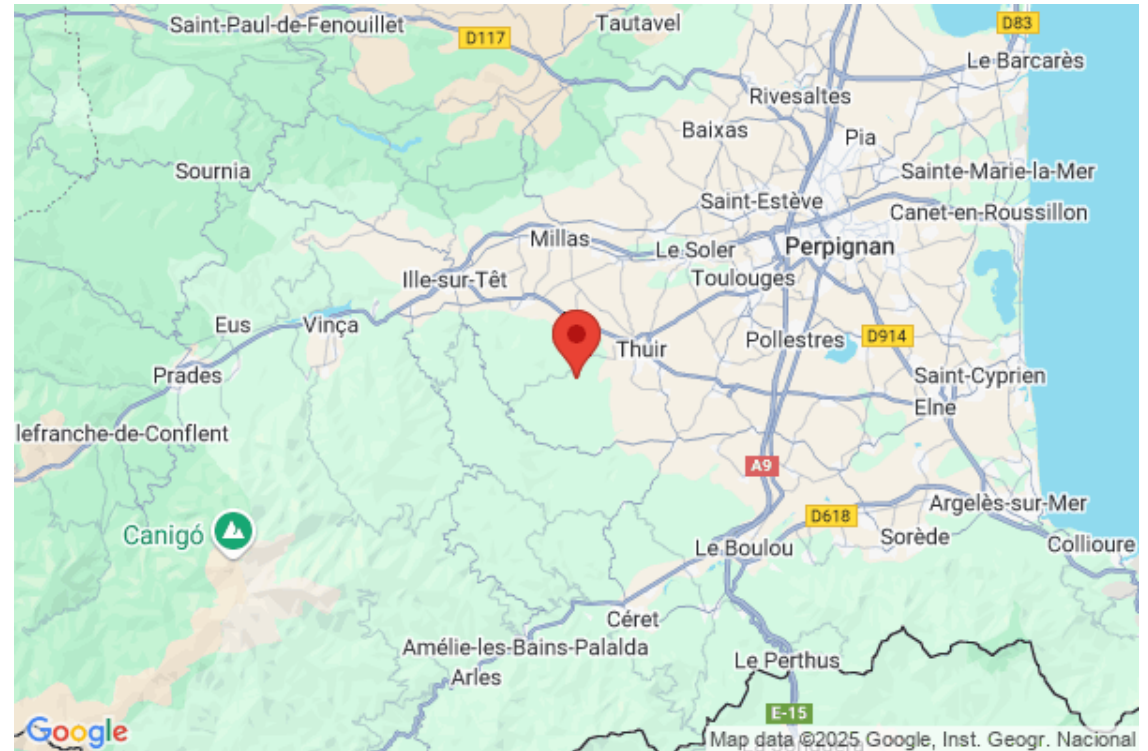 Saint-Paul-de-Fenouillet
D117
Tautavel
D83
Le Barcarès
Rivesaltes
Baixas
Pia
Sournia
Sainte-Marie-la-Mer
Saint-Estève
Canet-en-Roussillon
Millas
Le Soler
Perpignan
Ille-sur-Têt
Toulouges
Eus
Vinça
Thuir
Pollestres
D914
Prades
Saint-Cyprien
Elne
lefranche-de-Conflent
A9
Argelès-sur-Mer
D618
Canigó
Sorède
Le Boulou
Collioure
Céret
Amélie-les-Bains-Palalda
Le Perthus
Arles
E-15
Google
Map data ©2025 Google, Inst. Geogr. Nacional